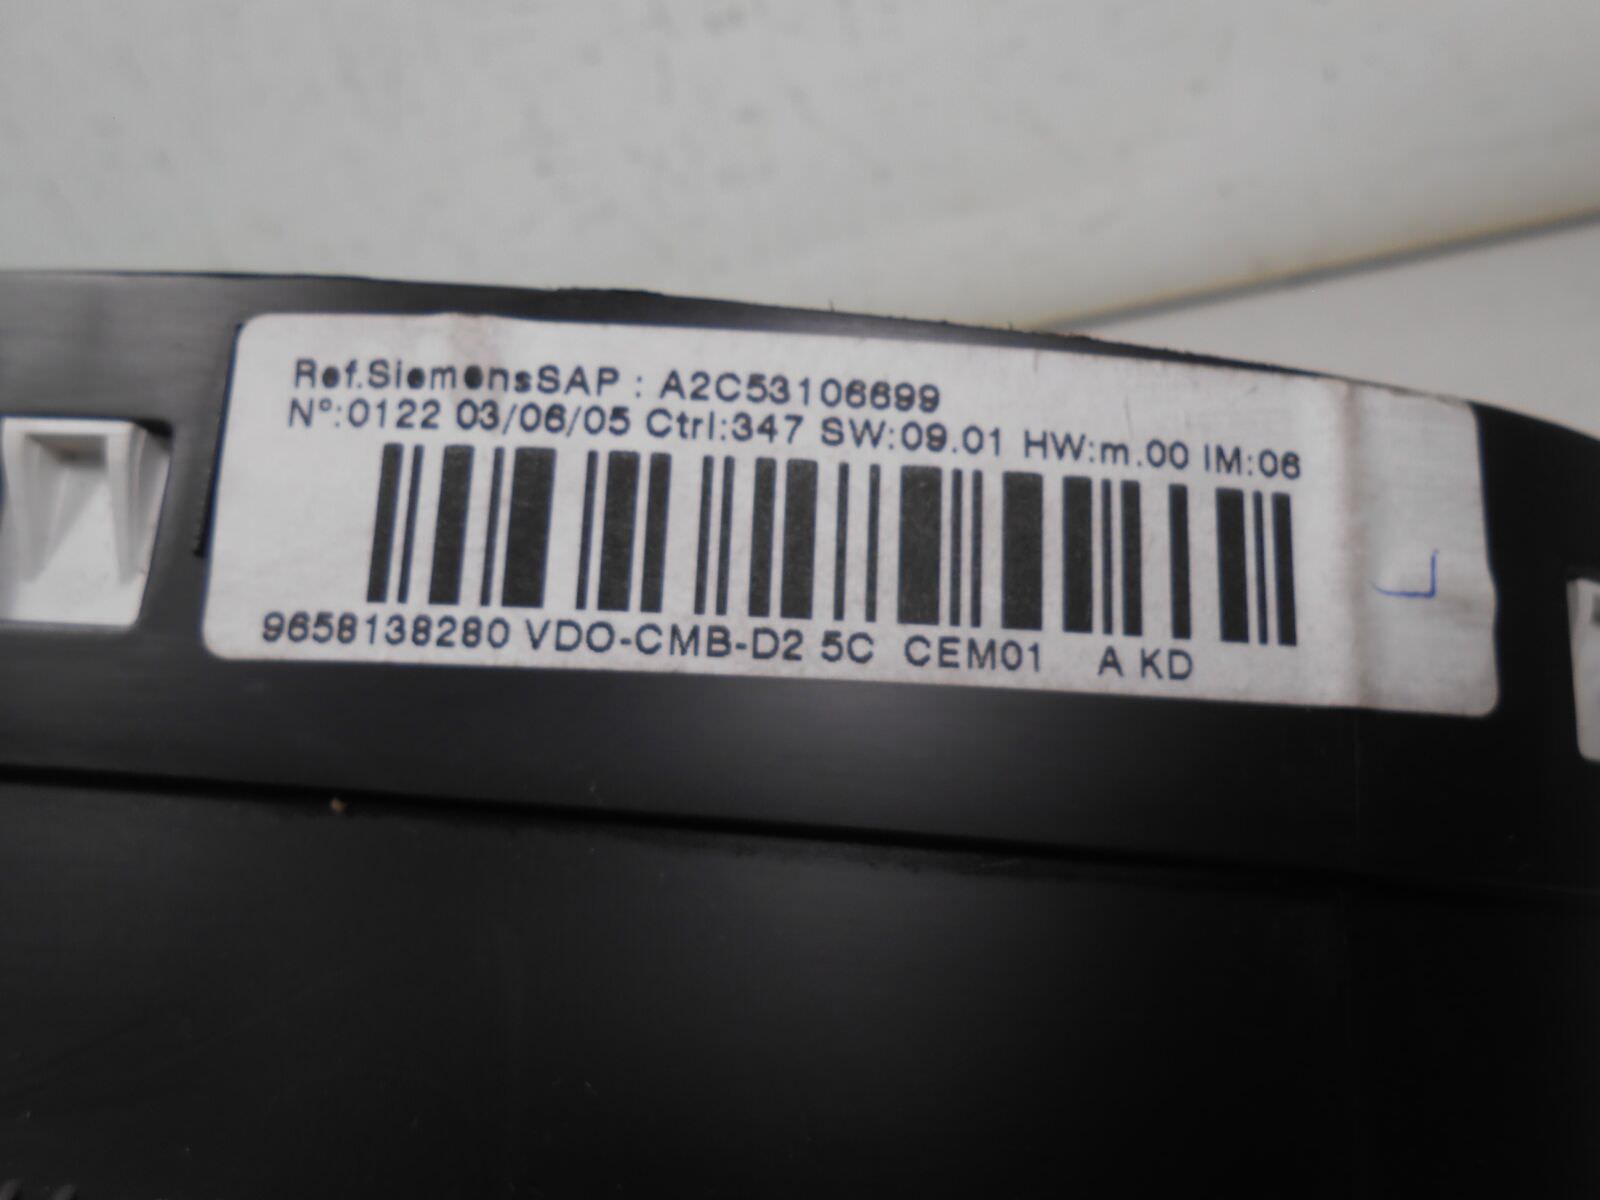 Ref.SiemensSAP : A2C53106699
N°:0122 03/06/05 Ctrl:347 SW:09.01 HW:m.00 IM:06
9658138280 VDO-CMB-D2 5C CEM01 A KD